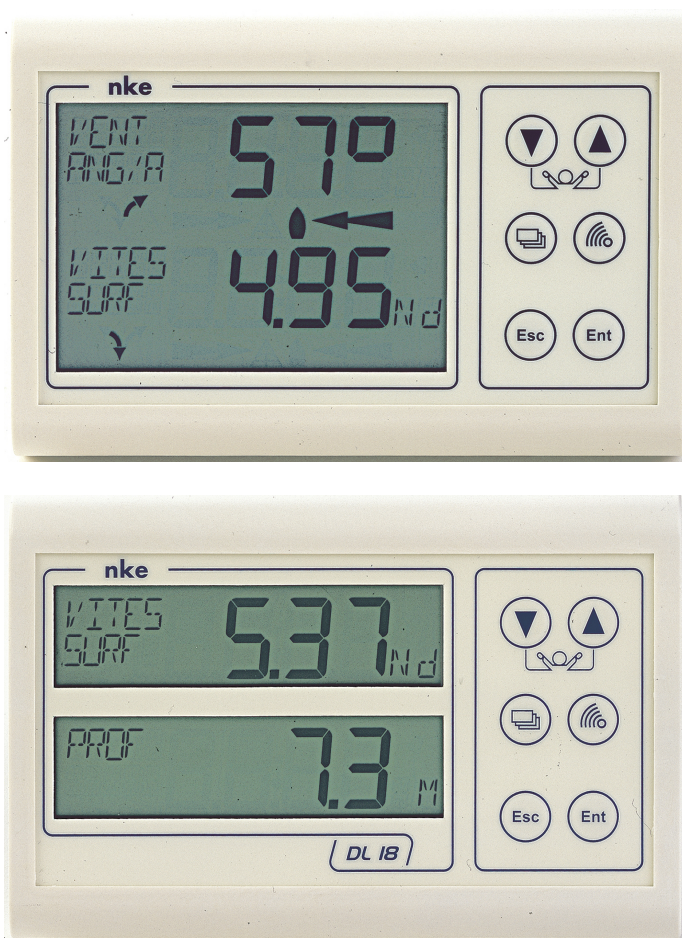 nke
VENT
ANG/A
57°
VITES
SURF
4.95Nd
Esc
Ent
nke
VITES
SURF
5.37Nd
PROF
7.3M
DL 18
Esc
Ent